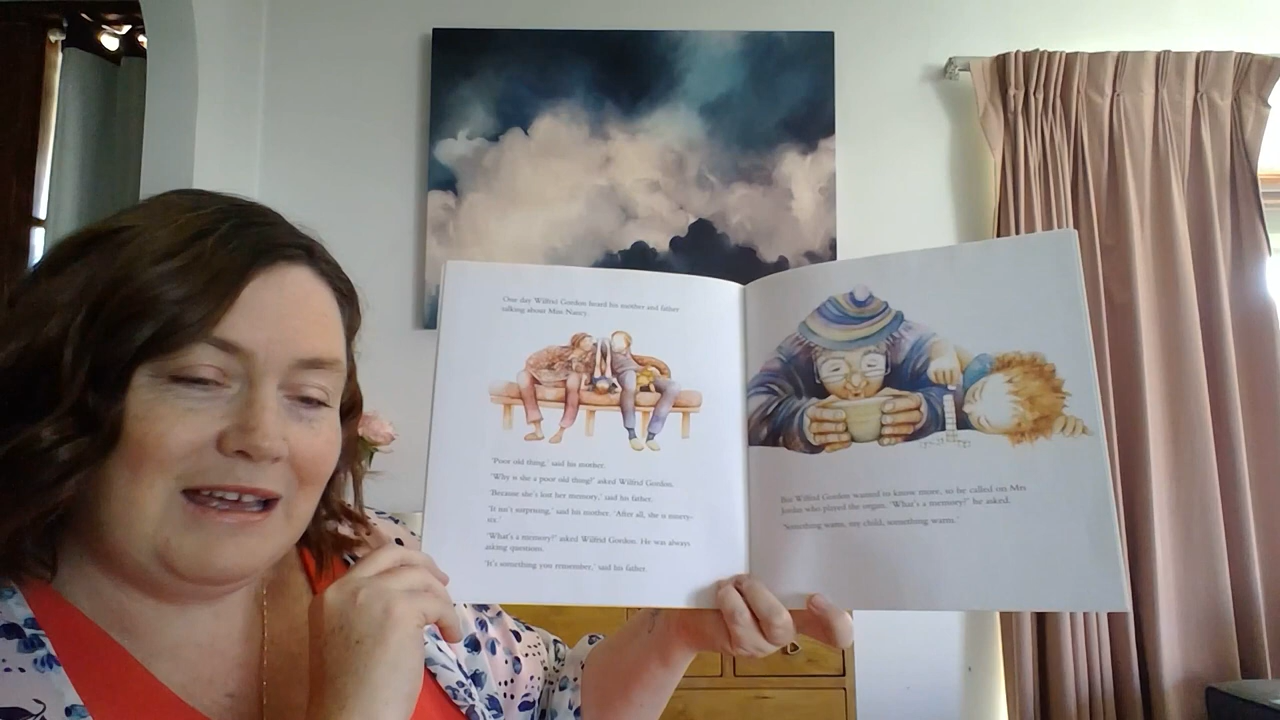 One day Wilfrid Gordon heard his mother and father
talking about Miss Nancy.
'Poor old thing,' said his mother.
'Why is she a poor old thing?' asked Wilfrid Gordon.
'Because she's lost her memory,' said his father.
'It isn't surprising,' said his mother. 'After all, she is ninety-
six.'
'What's a memory?' asked Wilfrid Gordon. He was always
asking questions.
'It's something you remember,' said his father.
But Wilfrid Gordon wanted to know more, so he called on Mrs
Jordan who played the organ. 'What's a memory?' he asked.
'Something warm, my child, something warm.'